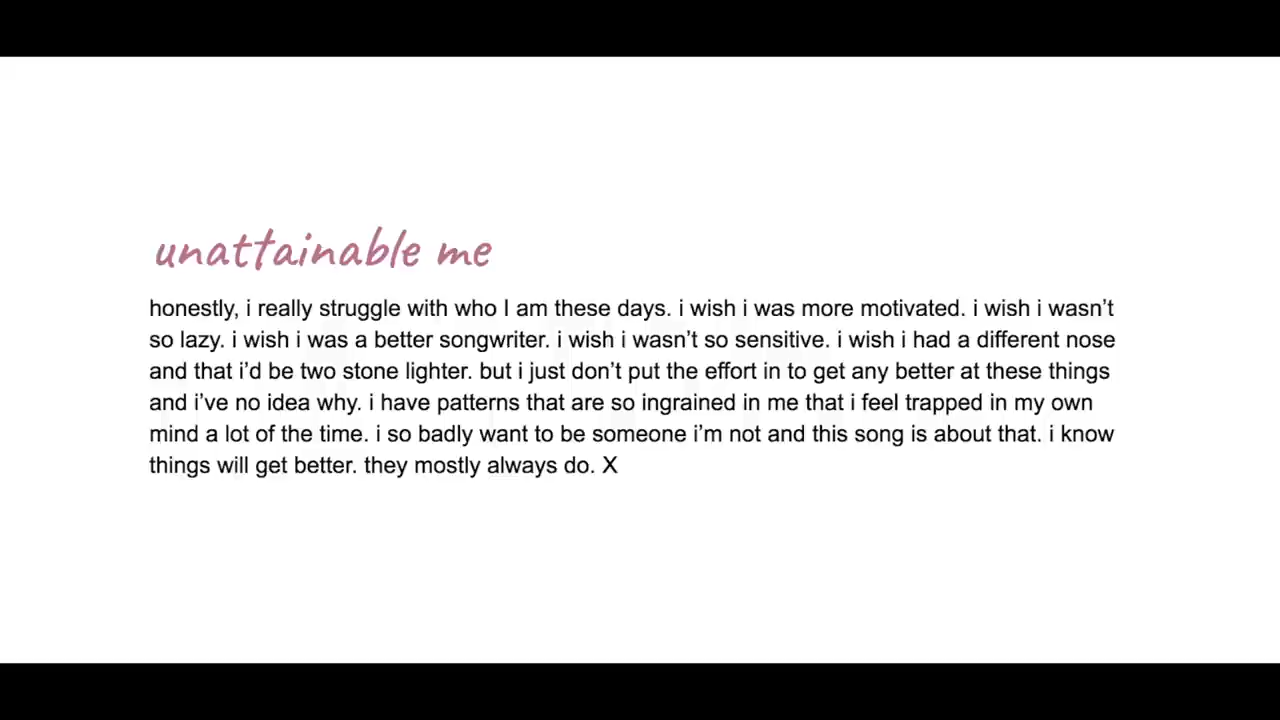 unattainable me
honestly, i really struggle with who I am these days. i wish i was more motivated. i wish i wasn’t
so lazy. i wish i was a better songwriter. i wish i wasn’t so sensitive. i wish i had a different nose
and that i’d be two stone lighter. but i just don’t put the effort in to get any better at these things
and i’ve no idea why. i have patterns that are so ingrained in me that i feel trapped in my own
mind a lot of the time. i so badly want to be someone i’m not and this song is about that. i know
things will get better. they mostly always do. X